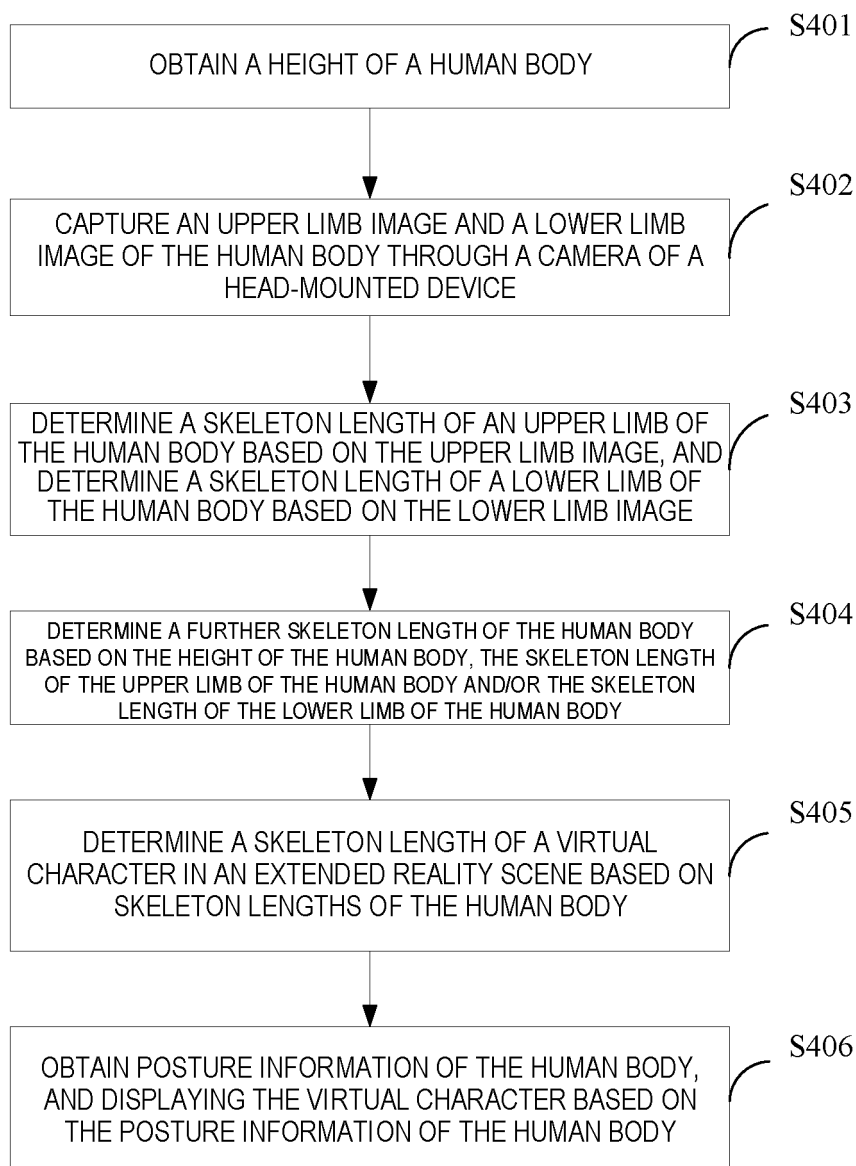 S401
OBTAIN A HEIGHT OF A HUMAN BODY
S402
CAPTURE AN UPPER LIMB IMAGE AND A LOWER LIMB
IMAGE OF THE HUMAN BODY THROUGH A CAMERA OF A
HEAD-MOUNTED DEVICE
S403
DETERMINE A SKELETON LENGTH OF AN UPPER LIMB OF
THE HUMAN BODY BASED ON THE UPPER LIMB IMAGE, AND
DETERMINE A SKELETON LENGTH OF A LOWER LIMB OF
THE HUMAN BODY BASED ON THE LOWER LIMB IMAGE
S404
DETERMINE A FURTHER SKELETON LENGTH OF THE HUMAN BODY
BASED ON THE HEIGHT OF THE HUMAN BODY, THE SKELETON LENGTH
OF THE UPPER LIMB OF THE HUMAN BODY AND/OR THE SKELETON
LENGTH OF THE LOWER LIMB OF THE HUMAN BODY
S405
DETERMINE A SKELETON LENGTH OF A VIRTUAL
CHARACTER IN AN EXTENDED REALITY SCENE BASED ON
SKELETON LENGTHS OF THE HUMAN BODY
S406
OBTAIN POSTURE INFORMATION OF THE HUMAN BODY,
AND DISPLAYING THE VIRTUAL CHARACTER BASED ON
THE POSTURE INFORMATION OF THE HUMAN BODY